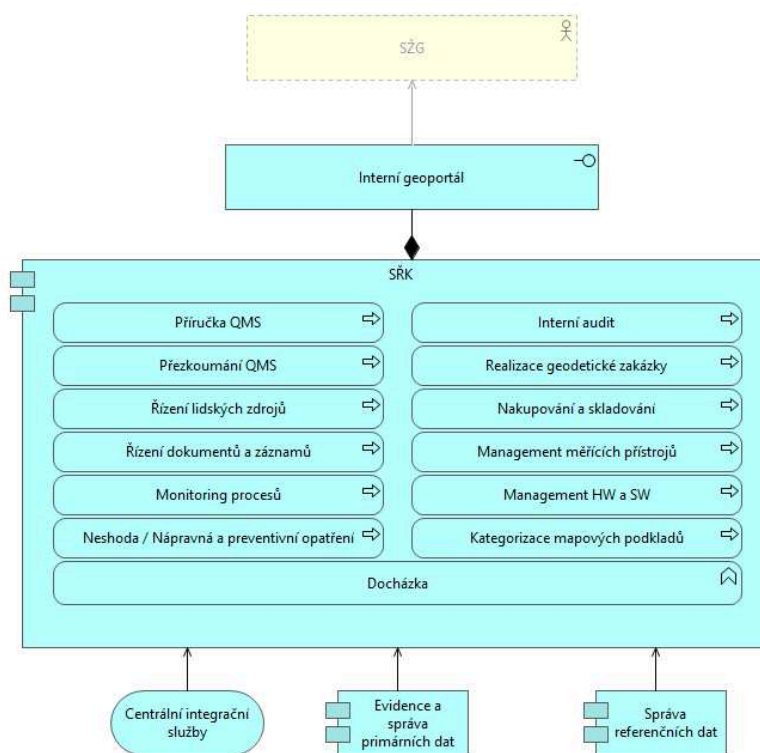 SŽG
Interní geoportál
SŘK
Příručka QMS
Interní audit
Přezkoumání QMS
Realizace geodetické zakázky
Řízení lidských zdrojů
Nakupování a skladování
Řízení dokumentů a záznamů
Management měřících přístrojů
Monitoring procesů
Management HW a SW
Neshoda / Nápravná a preventivní opatření
Kategorizace mapových podkladů
Docházka
Centrální integrační
služby
Evidence a
správa
primárních dat
Správa
referenčních dat